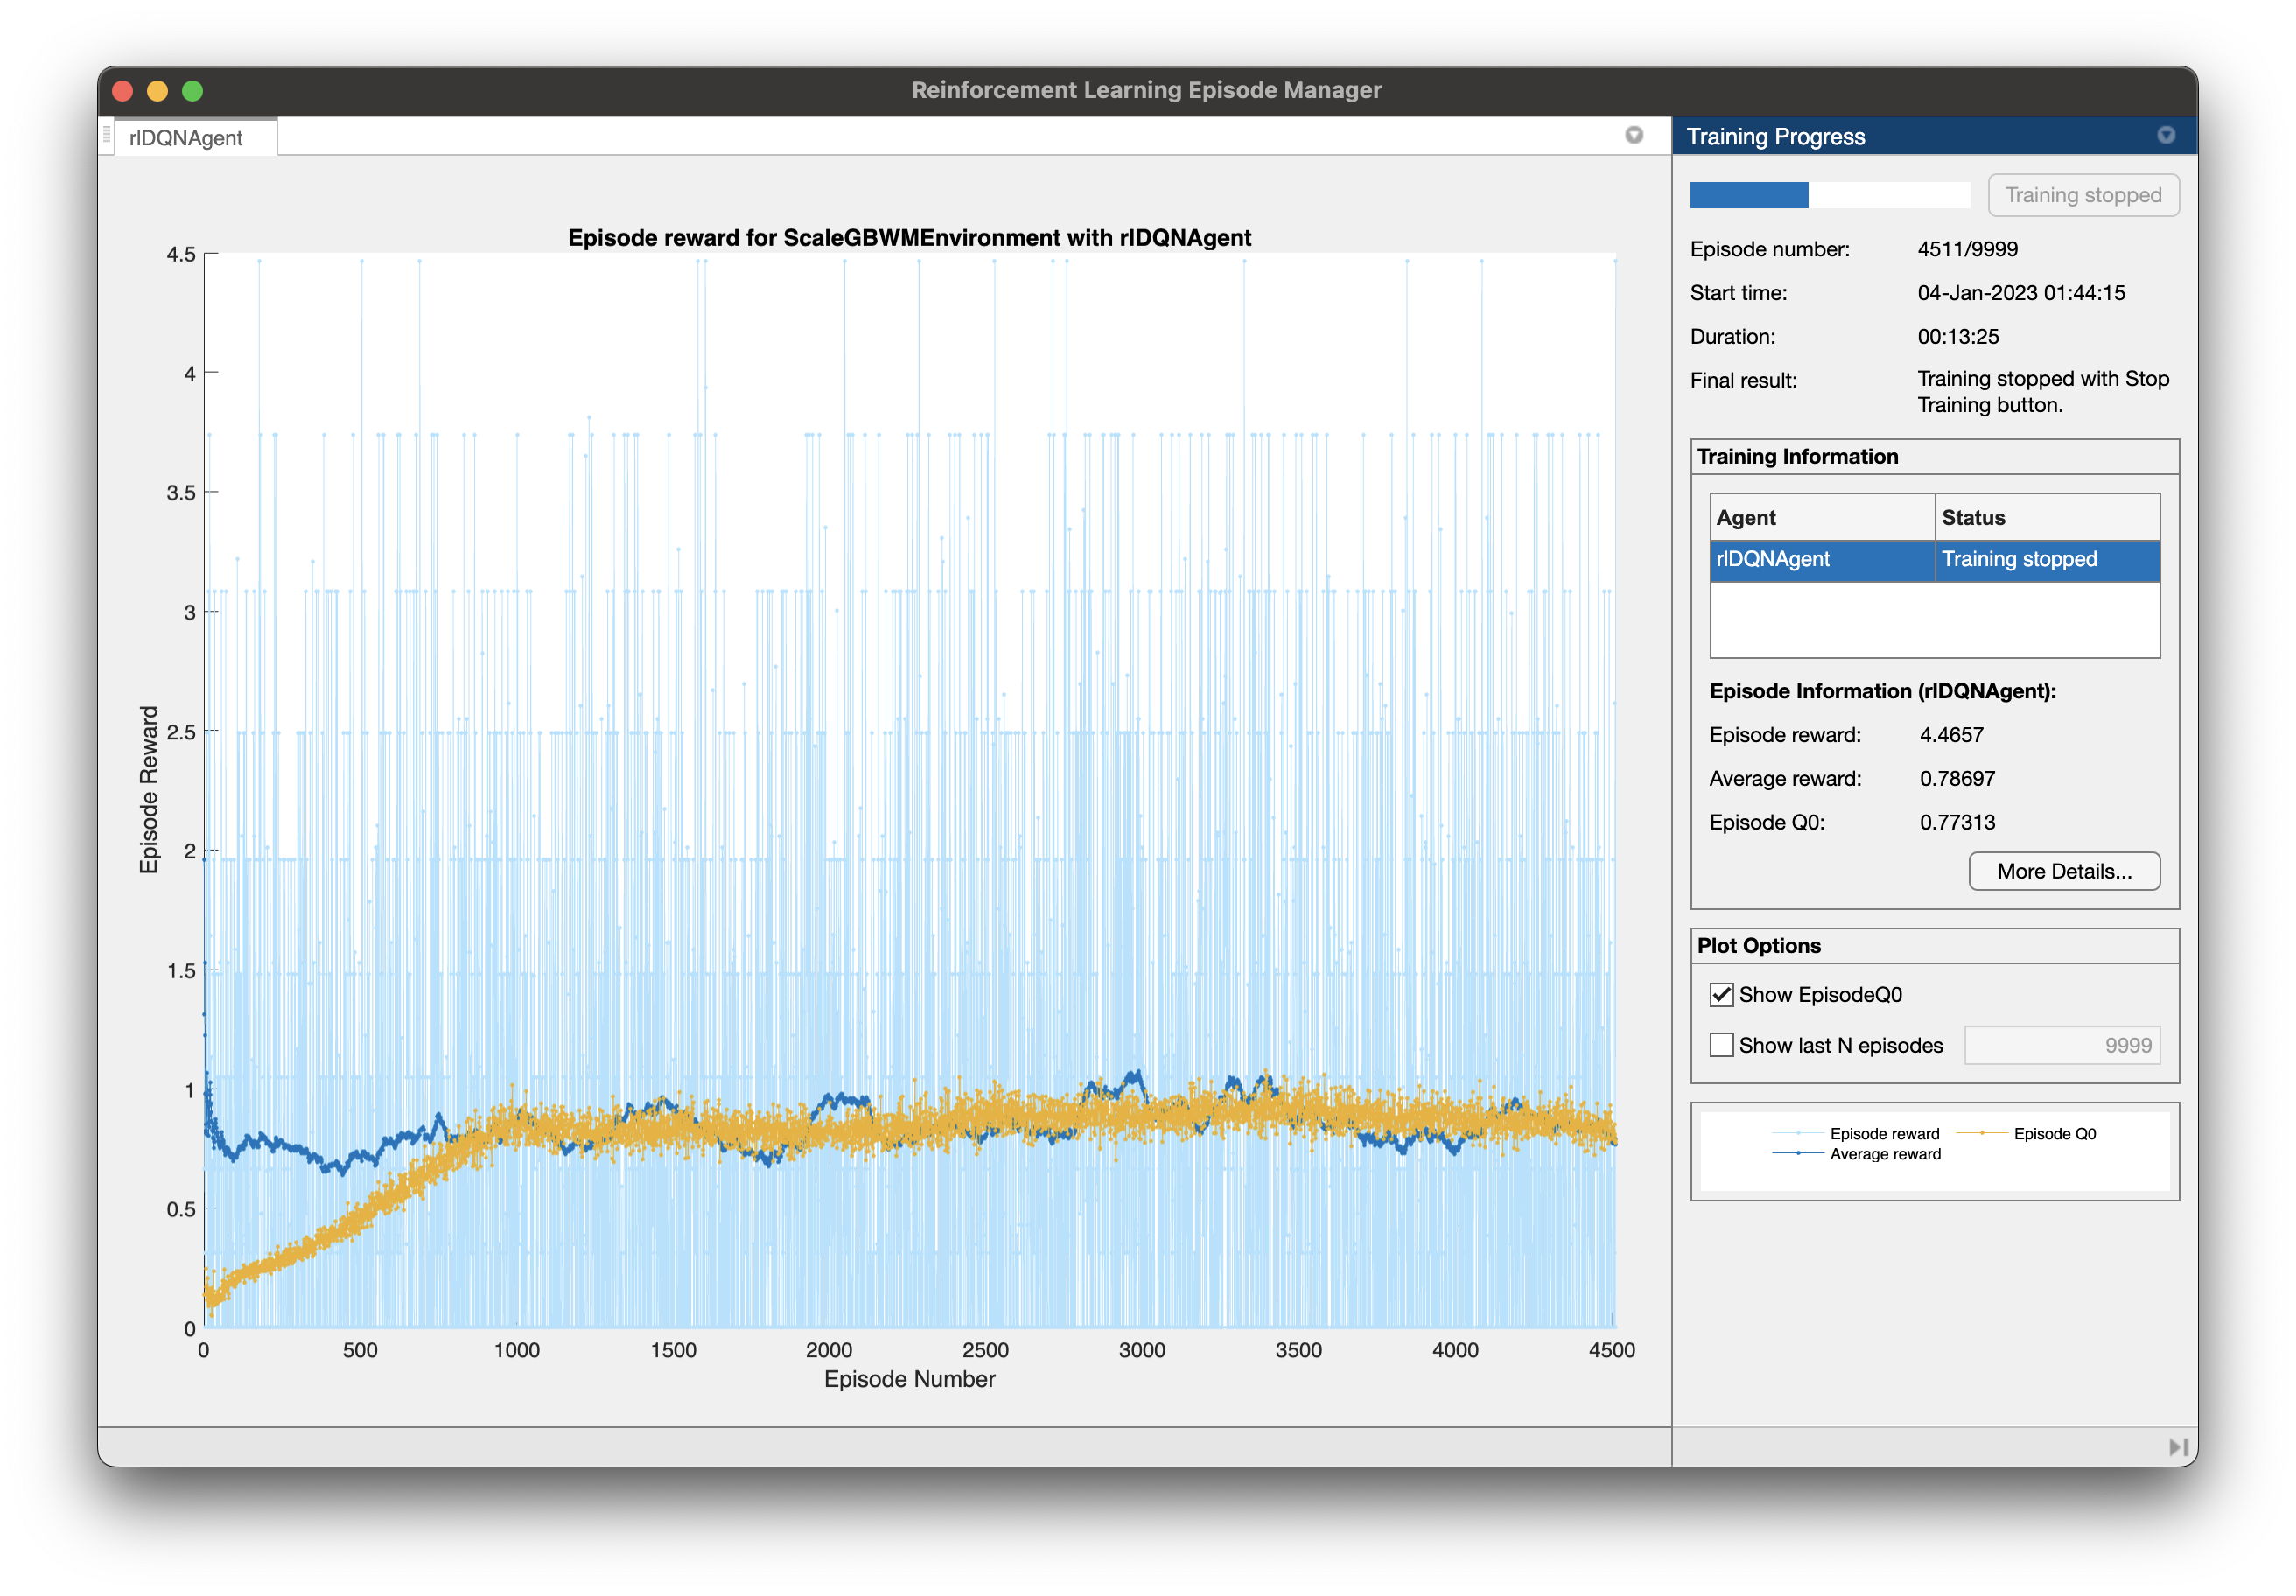 Reinforcement Learning Episode Manager
rlDQNAgent
Training Progress
Training stopped
Episode number: 4511/9999
Start time: 04-Jan-2023 01:44:15
Duration: 00:13:25
Final result: Training stopped with Stop
Training button.
Training Information
Agent Status
rlDQNAgent Training stopped
Episode Information (rlDQNAgent):
Episode reward: 4.4657
Average reward: 0.78697
Episode Q0: 0.77313
More Details...
Plot Options
Show EpisodeQ0
Show last N episodes 9999
Episode reward Episode Q0
Average reward
Episode reward for ScaleGBWMEnvironment with rlDQNAgent
Episode Reward
4.5
4
3.5
3
2.5
2
1.5
1
0.5
0
0 500 1000 1500 2000 2500 3000 3500 4000 4500
Episode Number